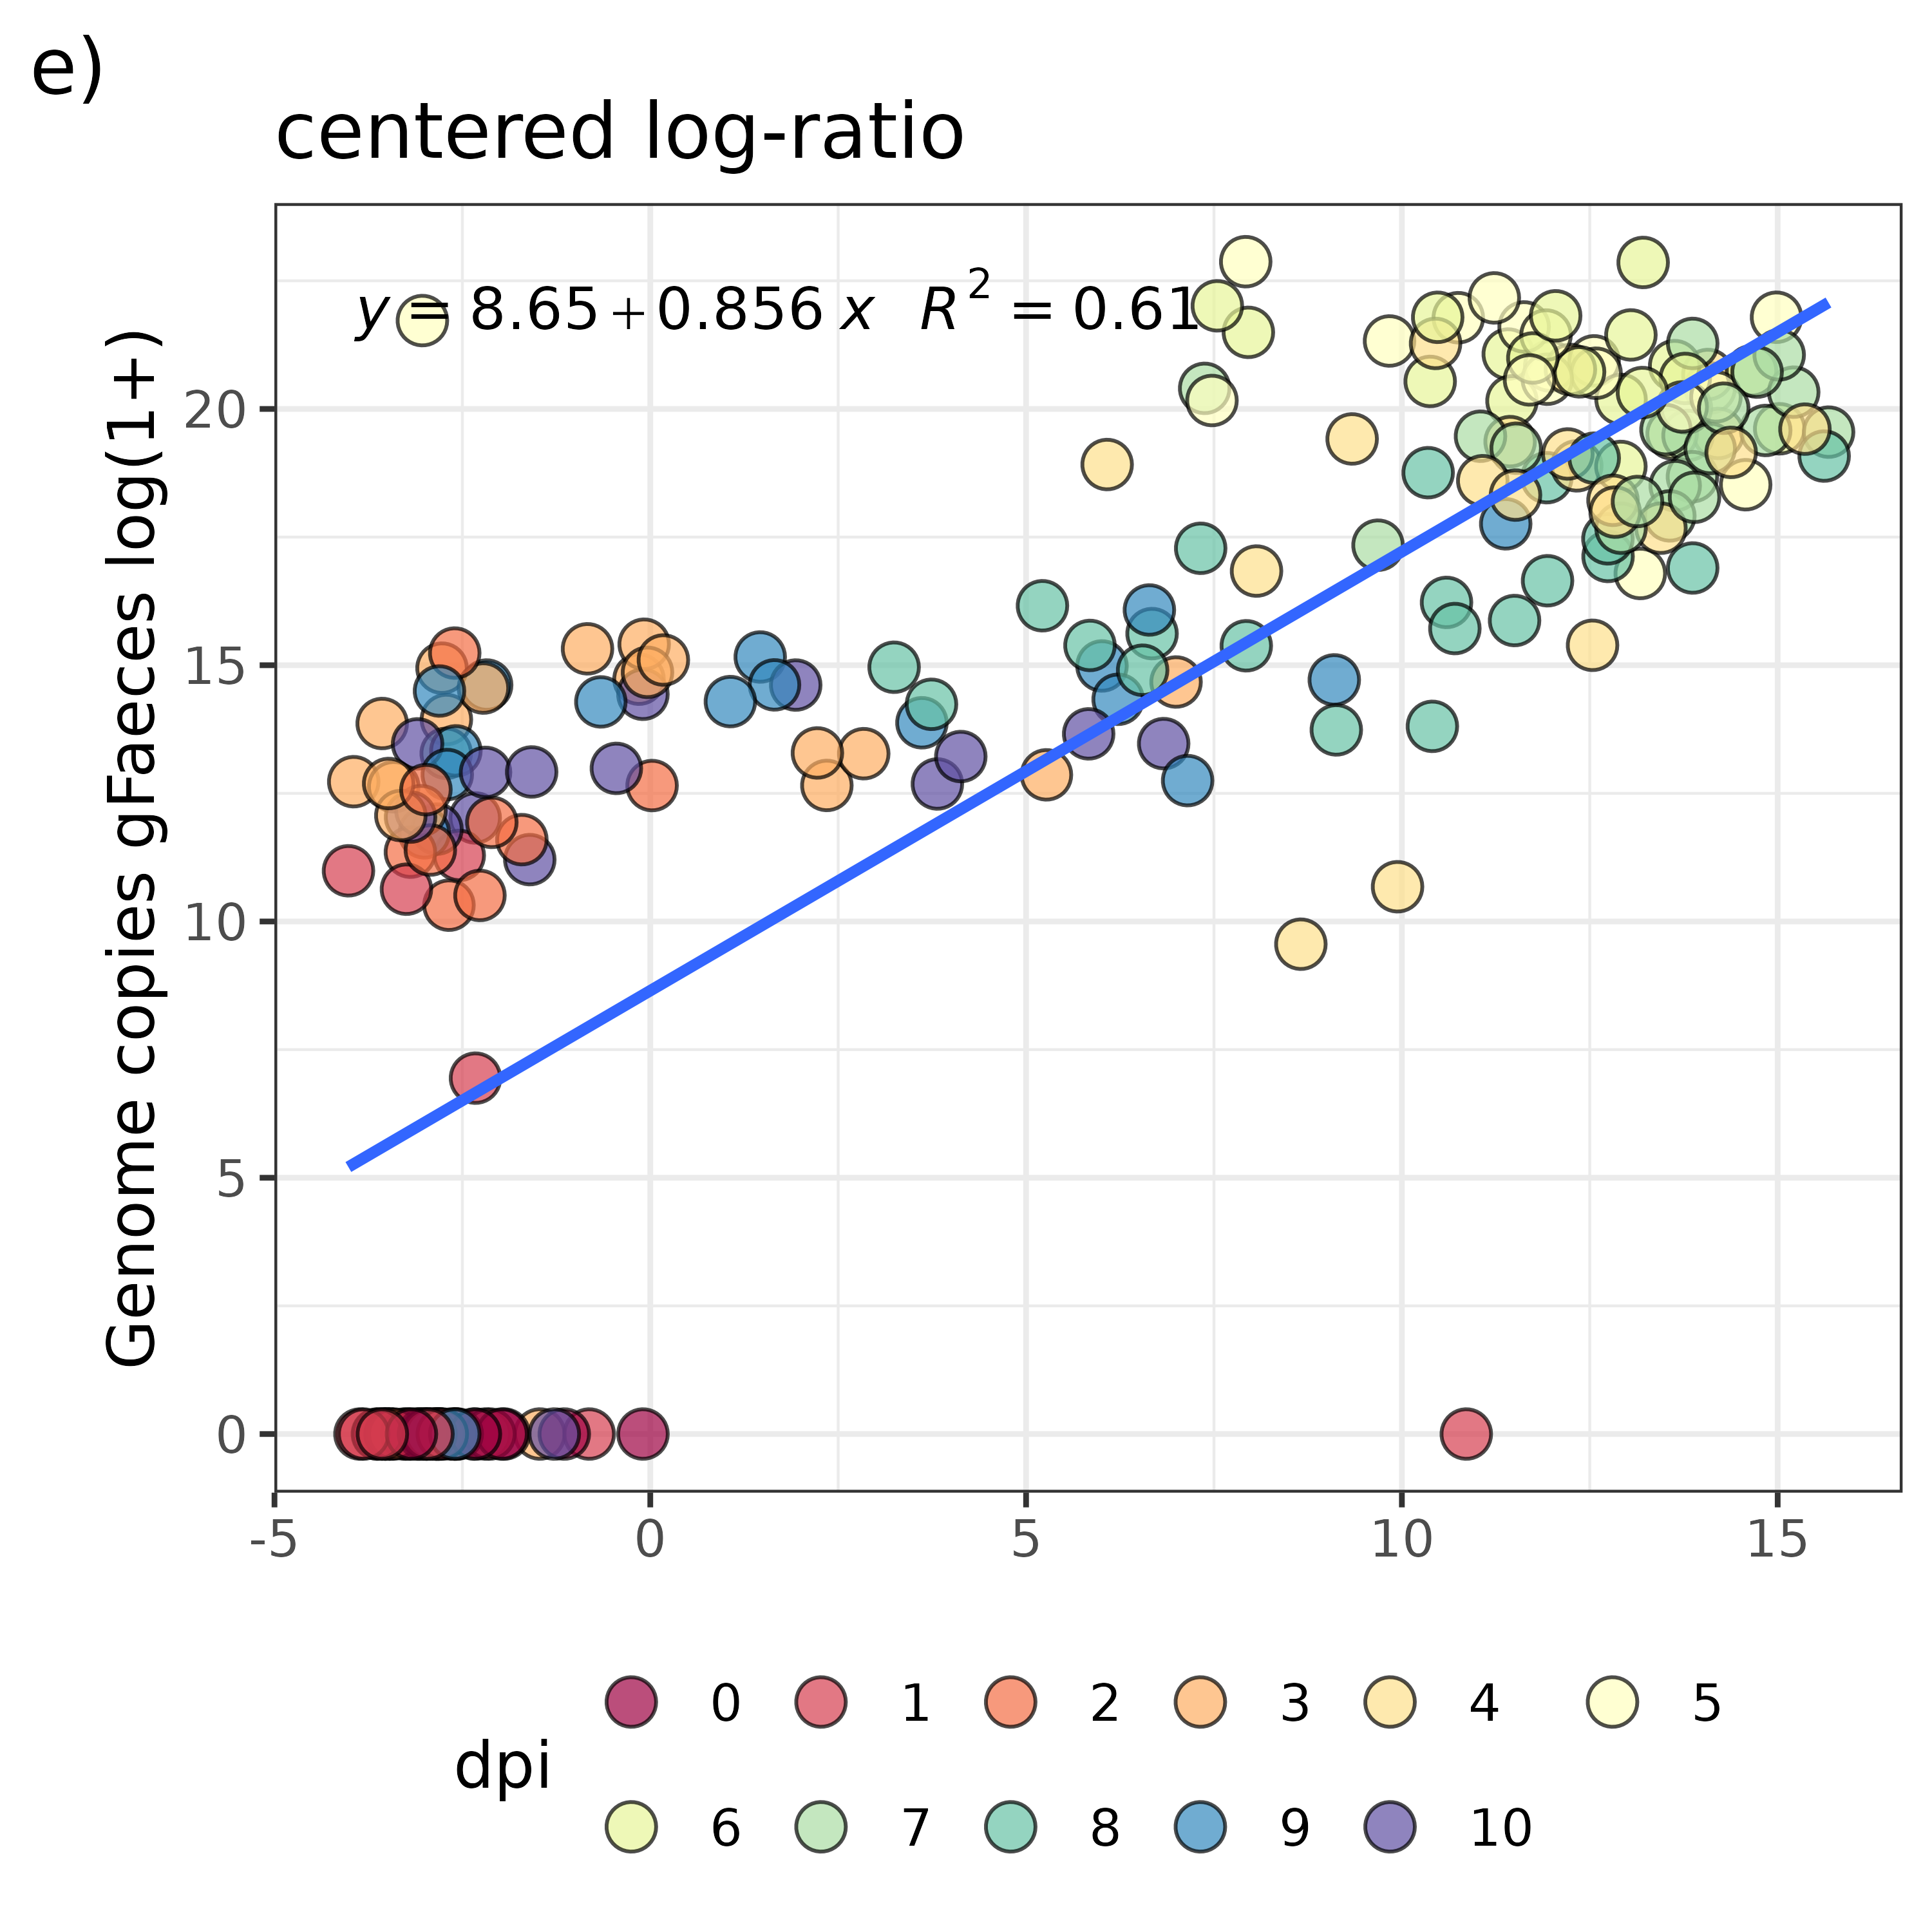 e)
centered log-ratio
y = 8.65+0.856 x R² = 0.61
Genome copies gFaeces log(1+)
20
15
10
5
0
-5 0 5 10 15
dpi
0 1 2 3 4 5
6 7 8 9 10